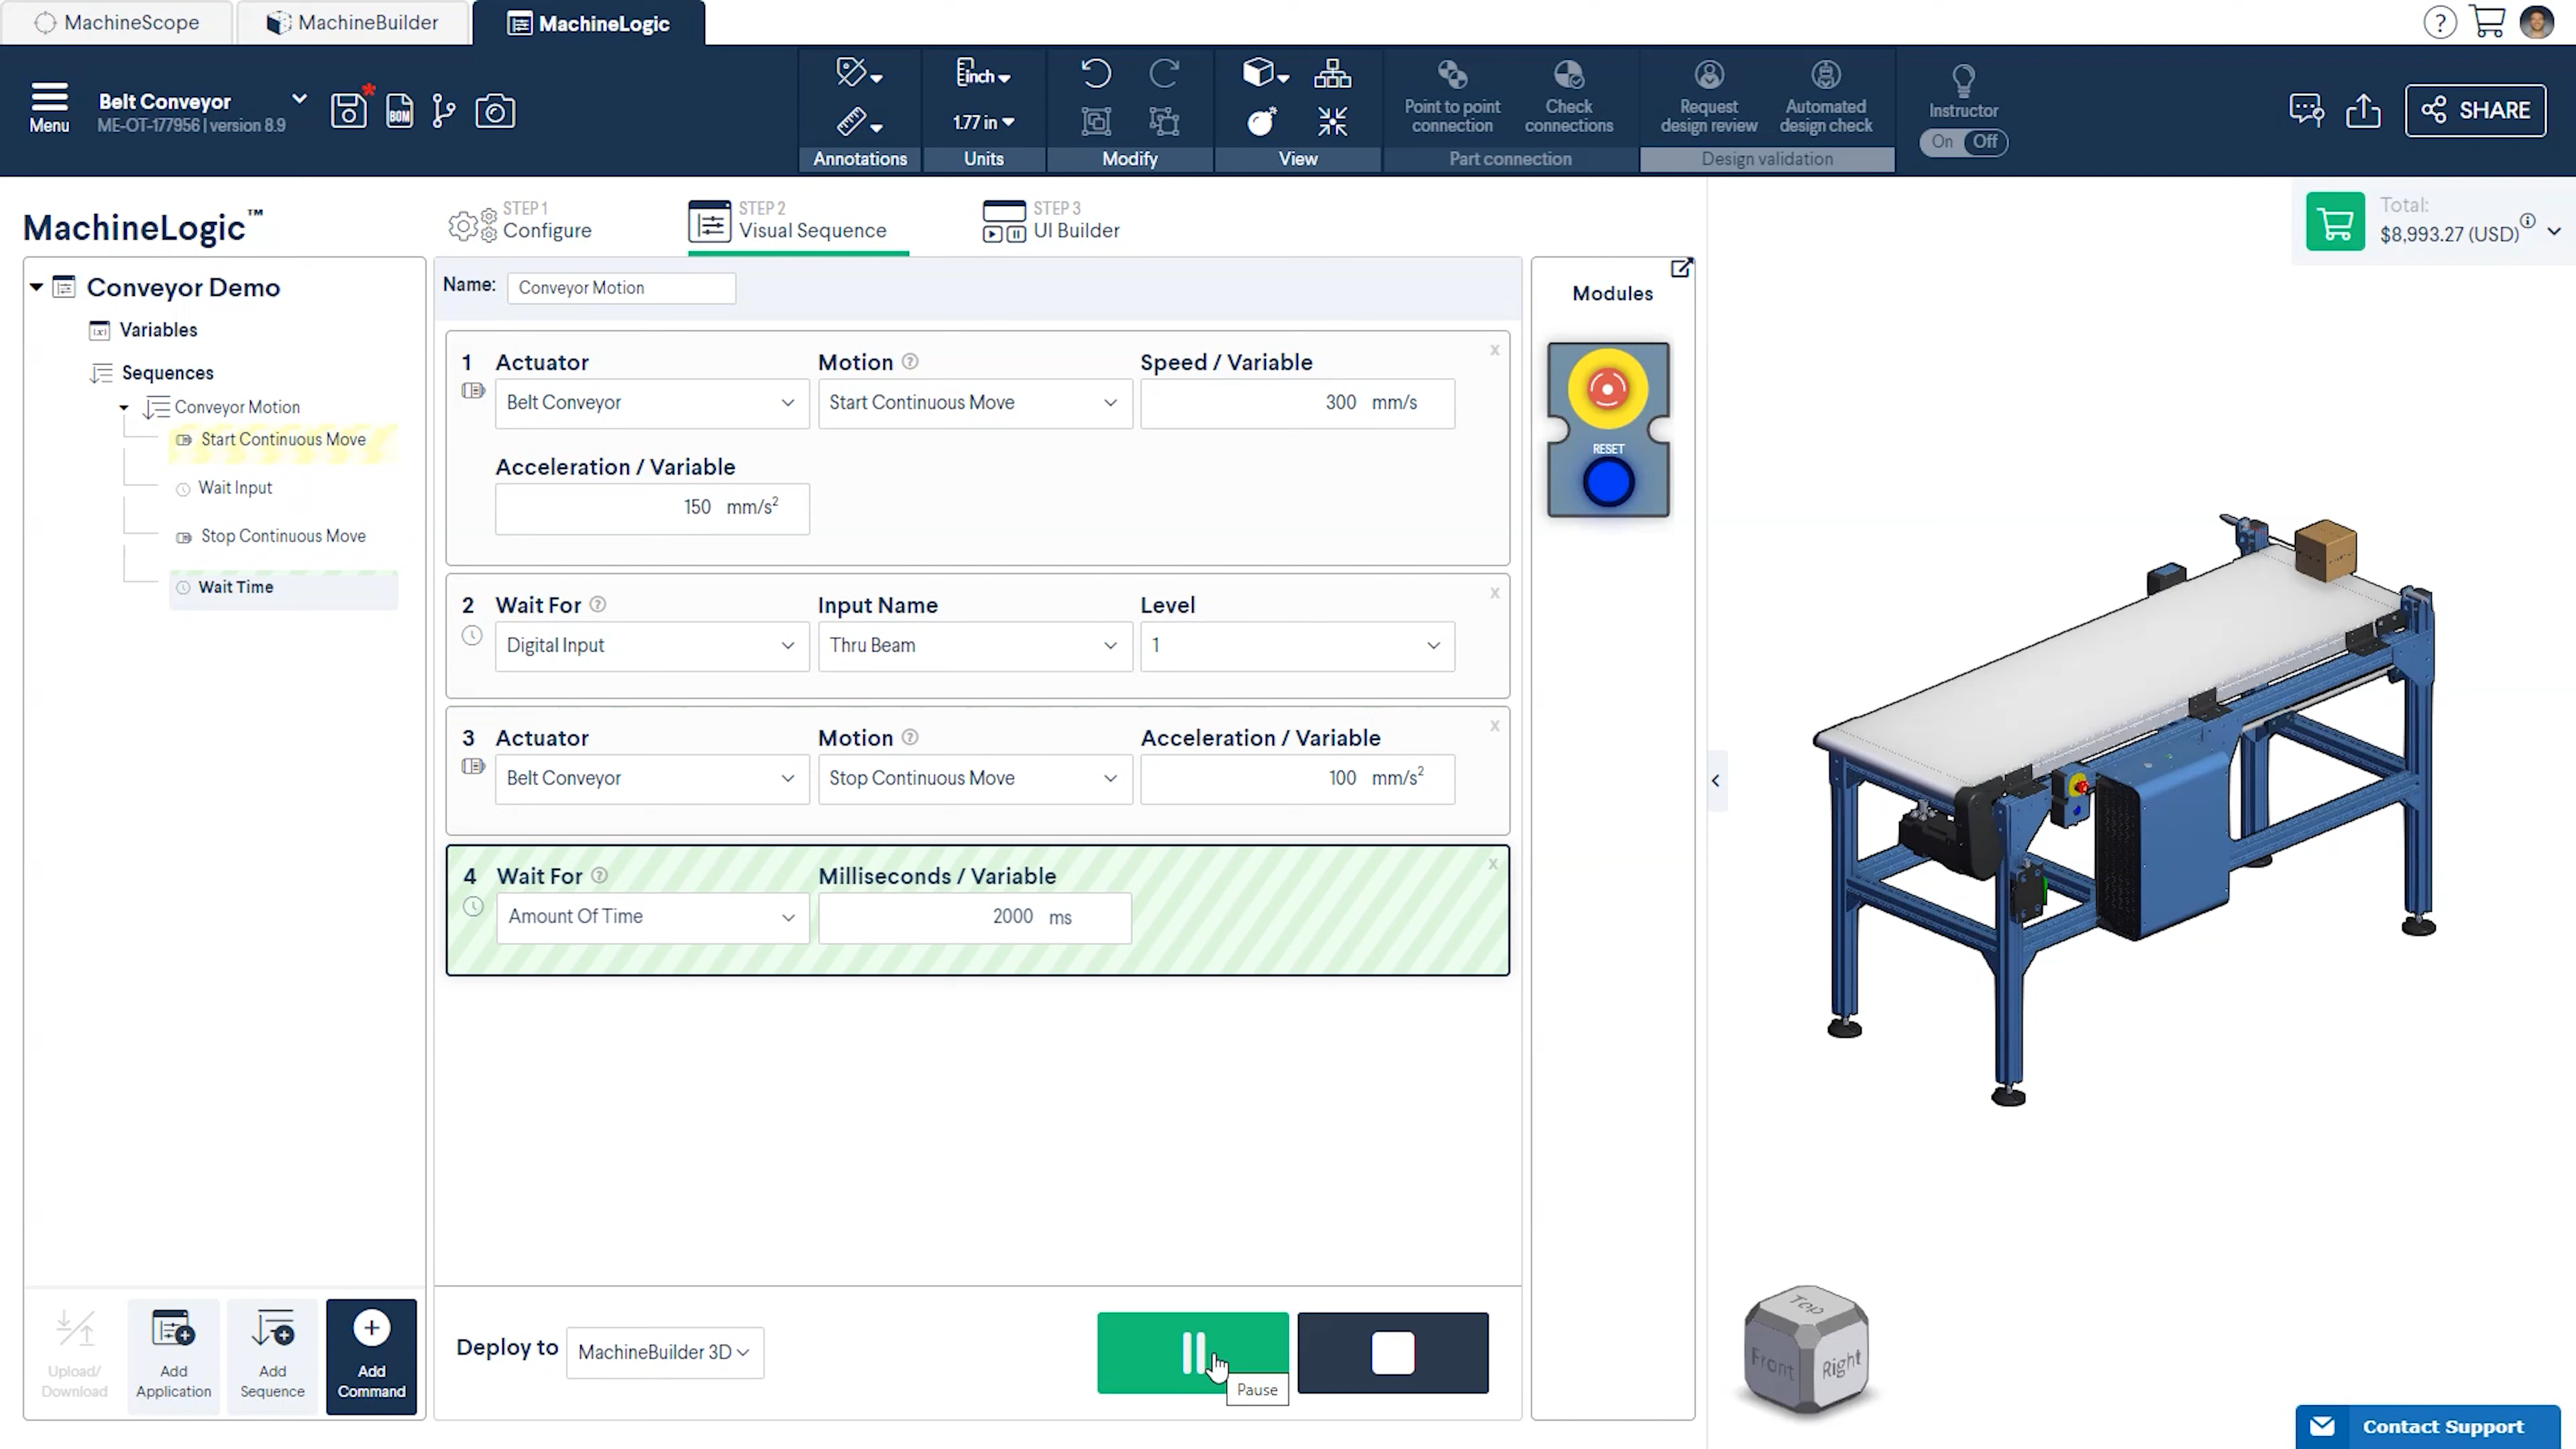 MachineScope
MachineBuilder
MachineLogic
?
Menu
Belt Conveyor
ME-OT-177956 | version 8.9
*
BOM
inch
1.77 in
Annotations
Units
Modify
View
Point to point
connection
Check
connections
Part connection
Request
design review
Automated
design check
Design validation
Instructor
On Off
SHARE
MachineLogic™
STEP 1
Configure
STEP 2
Visual Sequence
STEP 3
UI Builder
Total:
$8,993.27 (USD)
Conveyor Demo
Variables
Sequences
Conveyor Motion
Start Continuous Move
Wait Input
Stop Continuous Move
Wait Time
Name: Conveyor Motion
1 Actuator Motion ? Speed / Variable x
Belt Conveyor Start Continuous Move 300 mm/s
Acceleration / Variable
150 mm/s²
2 Wait For ? Input Name Level x
Digital Input Thru Beam 1
3 Actuator Motion ? Acceleration / Variable x
Belt Conveyor Stop Continuous Move 100 mm/s²
4 Wait For ? Milliseconds / Variable x
Amount Of Time 2000 ms
Modules
RESET
Upload/
Download
Add
Application
Add
Sequence
Add
Command
Deploy to MachineBuilder 3D
Pause
Top
Front
Right
Contact Support